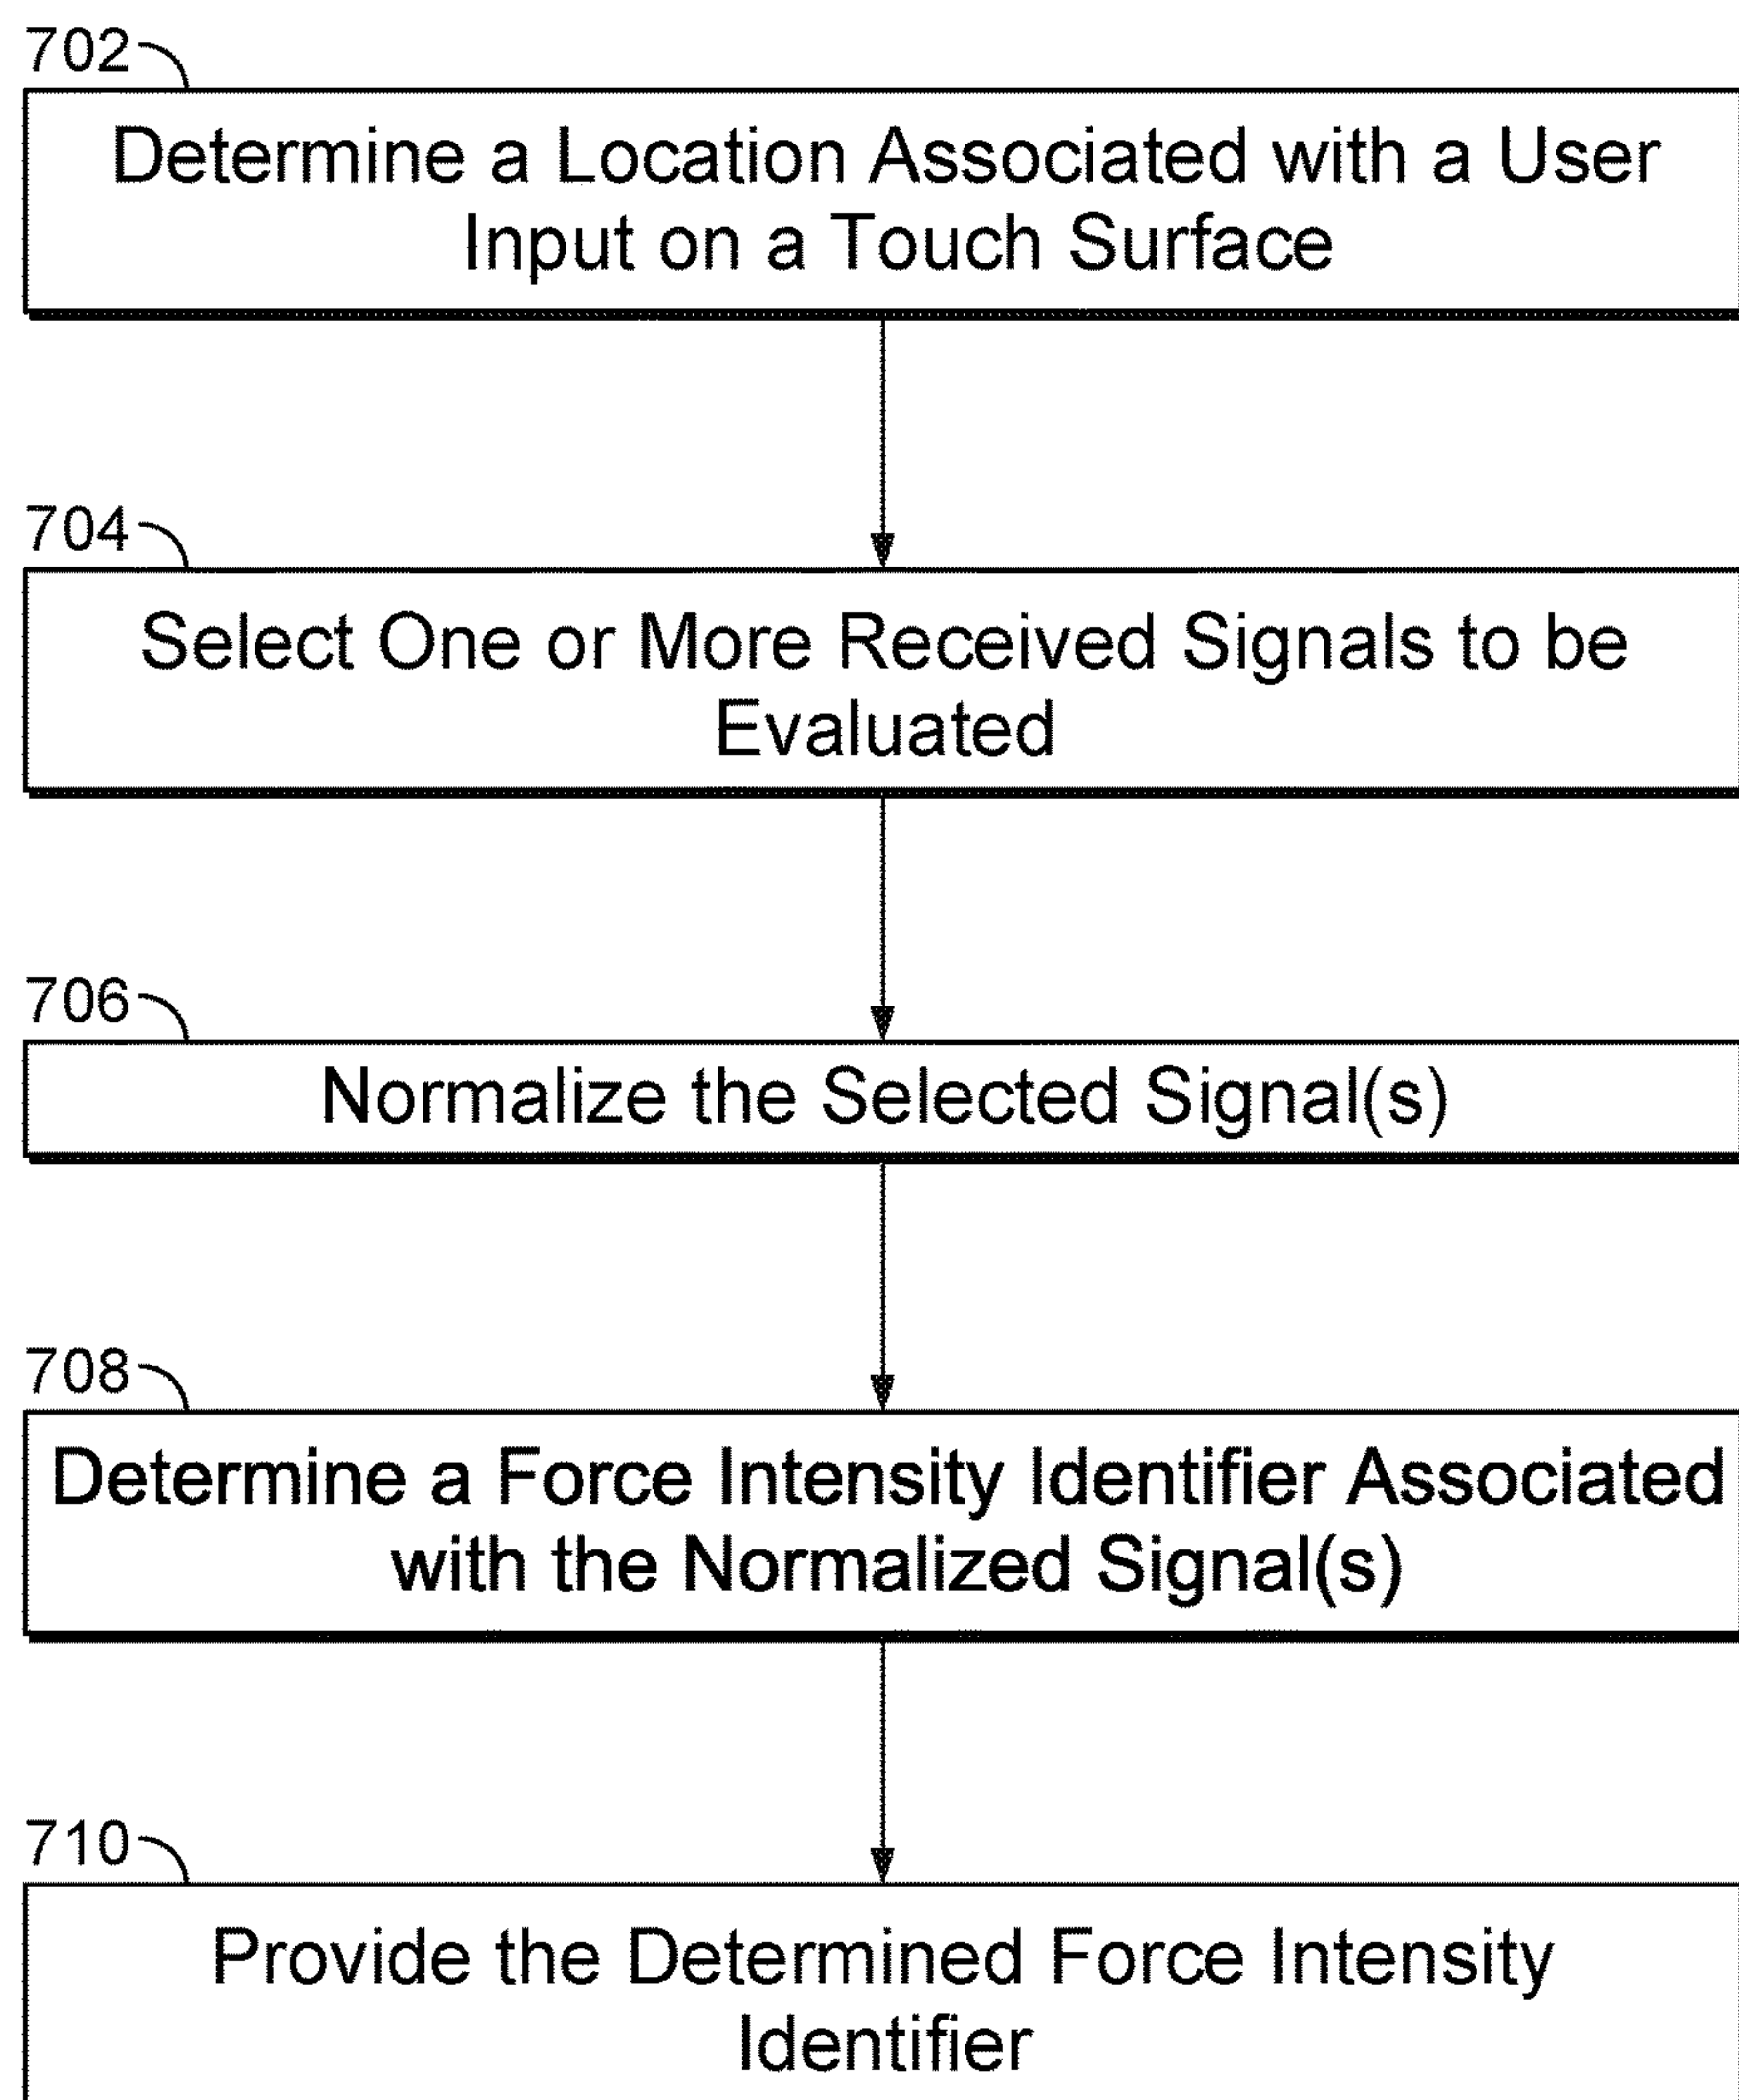 702
Determine a Location Associated with a User
Input on a Touch Surface
704
Select One or More Received Signals to be
Evaluated
706
Normalize the Selected Signal(s)
708
Determine a Force Intensity Identifier Associated
with the Normalized Signal(s)
710
Provide the Determined Force Intensity
Identifier